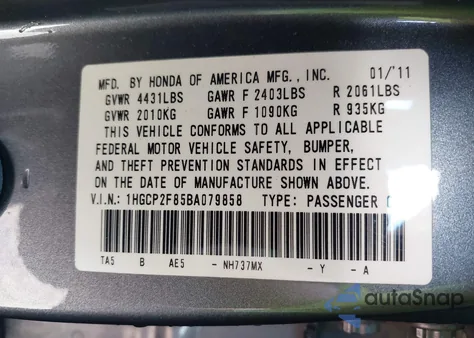 MFD. BY HONDA OF AMERICA MFG., INC. 01/'11
GVWR 4431LBS GAWR F 2403LBS R 2061LBS
GVWR 2010KG GAWR F 1090KG R 935KG
THIS VEHICLE CONFORMS TO ALL APPLICABLE
FEDERAL MOTOR VEHICLE SAFETY, BUMPER,
AND THEFT PREVENTION STANDARDS IN EFFECT
ON THE DATE OF MANUFACTURE SHOWN ABOVE.
V.I.N.: 1HGCP2F85BA079858 TYPE: PASSENGER
TA5 B AE5 - NH737MX - Y - A
autoSnap